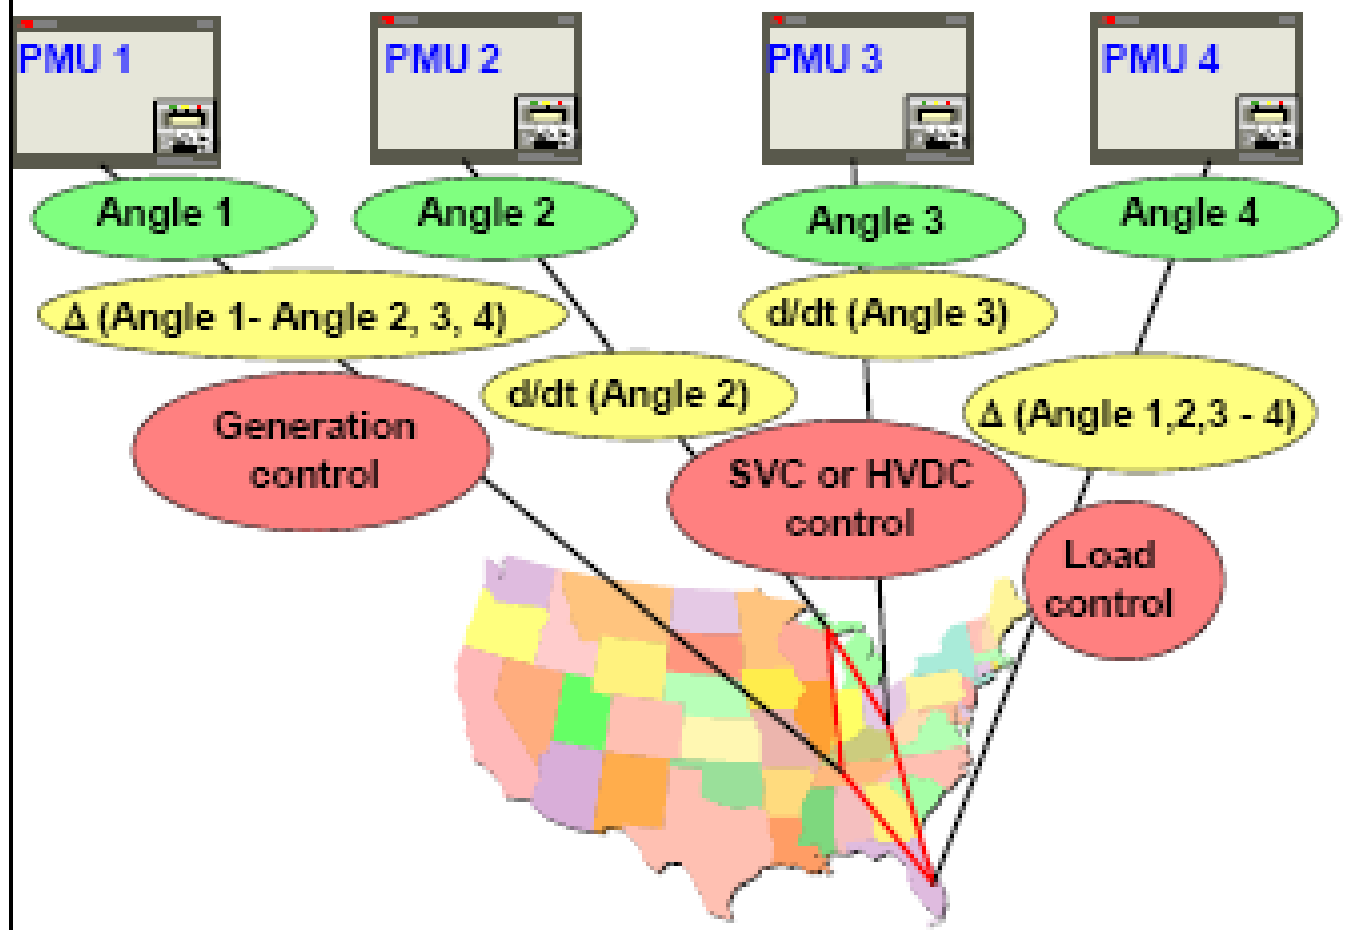 PMU 1
PMU 2
PMU 3
PMU 4
Angle 1
Angle 2
Angle 3
Angle 4
Δ (Angle 1- Angle 2, 3, 4)
d/dt (Angle 3)
d/dt (Angle 2)
Δ (Angle 1,2,3 - 4)
Generation
control
SVC or HVDC
control
Load
control